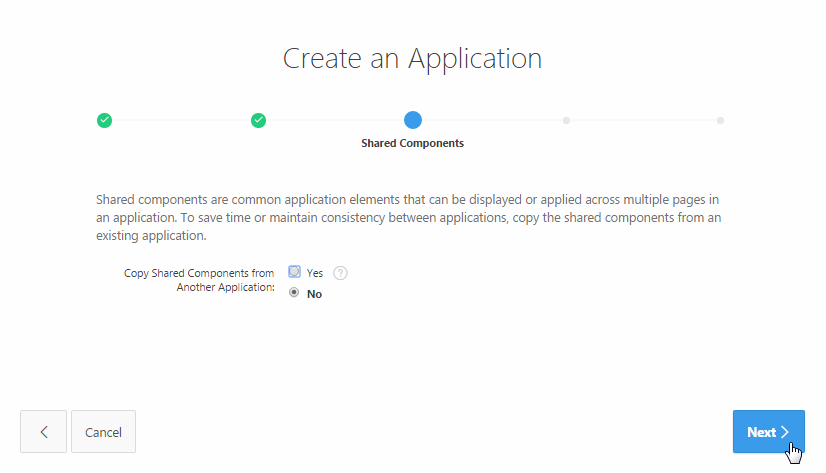 Create an Application
Shared Components
Shared components are common application elements that can be displayed or applied across multiple pages in
an application. To save time or maintain consistency between applications, copy the shared components from an
existing application.
Copy Shared Components from
Another Application:
Yes
?
No
Cancel
Next